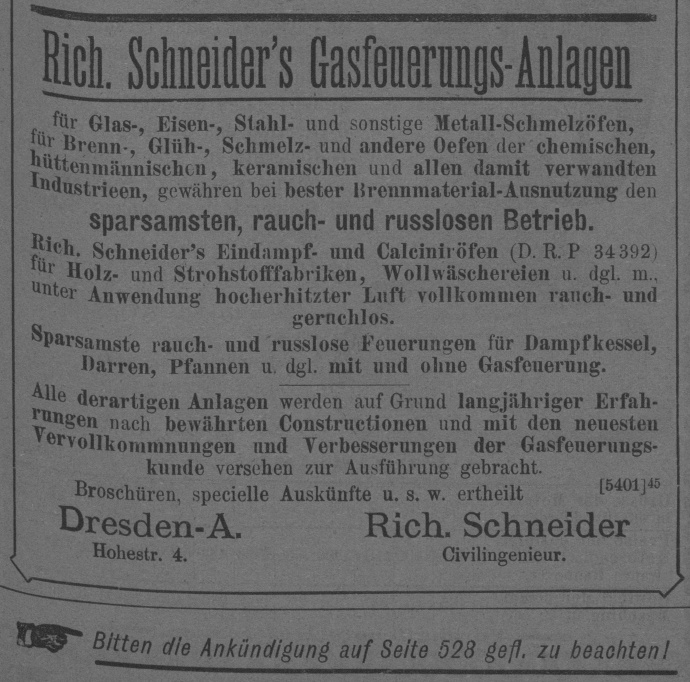 Rich. Schneider's Gasfeuerungs-Anlagen
für Glas-, Eisen-, Stahl- und sonstige Metall-Schmelzöfen,
für Brenn-, Glüh-, Schmelz- und andere Oefen der chemischen,
hüttenmännischen, keramischen und allen damit verwandten
Industrieen, gewähren bei bester Brennmaterial-Ausnutzung den
sparsamsten, rauch- und russlosen Betrieb.
Rich. Schneider's Eindampf- und Calciniröfen (D. R. P 34392)
für Holz- und Strohstofffabriken, Wollwäschereien u. dgl. m.,
unter Anwendung hocherhitzter Luft vollkommen rauch- und
geruchlos.
Sparsamste rauch- und russlose Feuerungen für Dampfkessel,
Darren, Pfannen u. dgl. mit und ohne Gasfeuerung.
Alle derartigen Anlagen werden auf Grund langjähriger Erfah-
rungen nach bewährten Constructionen und mit den neuesten
Vervollkommnungen und Verbesserungen der Gasfeuerungs-
kunde versehen zur Ausführung gebracht.
Broschüren, specielle Auskünfte u. s. w. ertheilt [5401]45
Dresden-A. Rich. Schneider
Hohestr. 4. Civilingenieur.
Bitten die Ankündigung auf Seite 528 gefl. zu beachten!